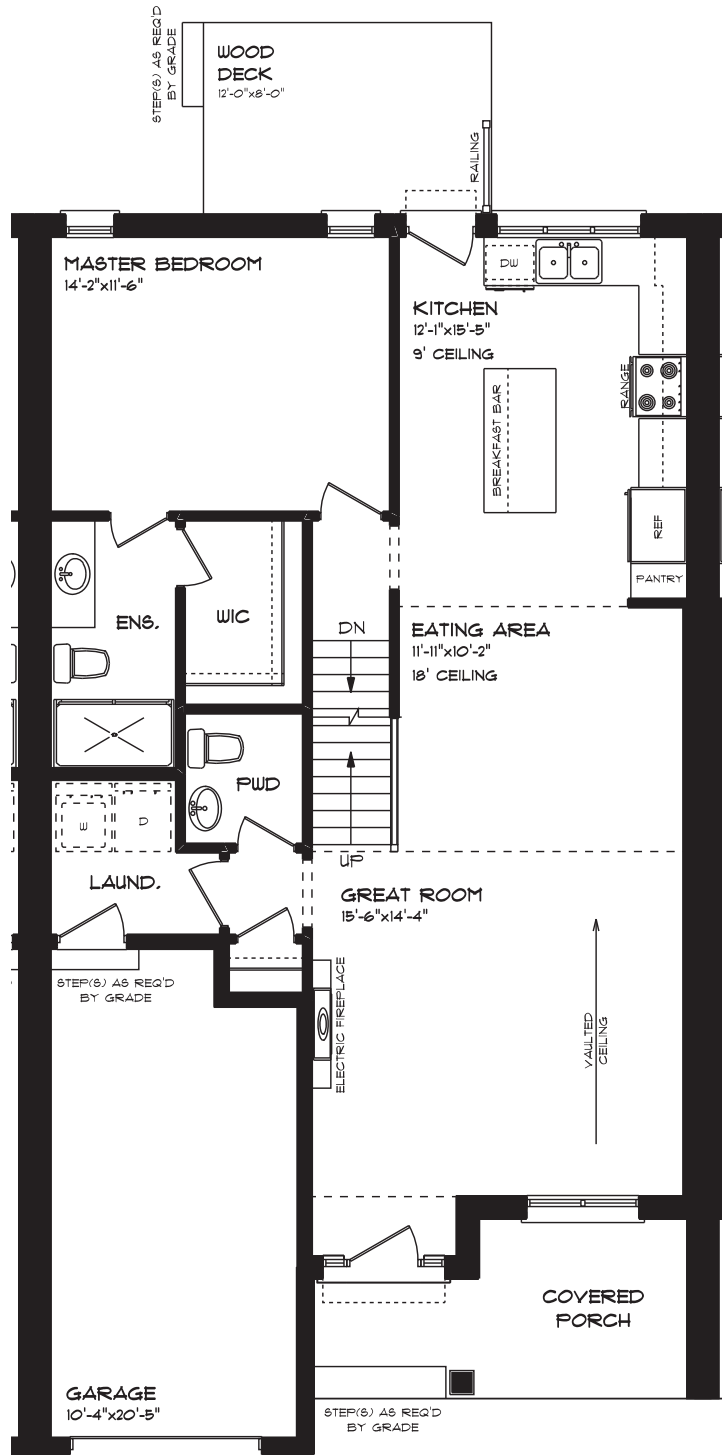 STEP(S) AS REQ'D
BY GRADE
WOOD
DECK
12'-0"x8'-0"
RAILING
MASTER BEDROOM
14'-2"x11'-6"
DW
KITCHEN
12'-1"x15'-5"
9' CEILING
RANGE
BREAKFAST BAR
REF
PANTRY
ENS.
WIC
DN
EATING AREA
11'-11"x10'-2"
18' CEILING
PWD
W
D
UP
LAUND.
GREAT ROOM
15'-6"x14'-4"
STEP(S) AS REQ'D
BY GRADE
ELECTRIC FIREPLACE
VAULTED
CEILING
COVERED
PORCH
GARAGE
10'-4"x20'-5"
STEP(S) AS REQ'D
BY GRADE